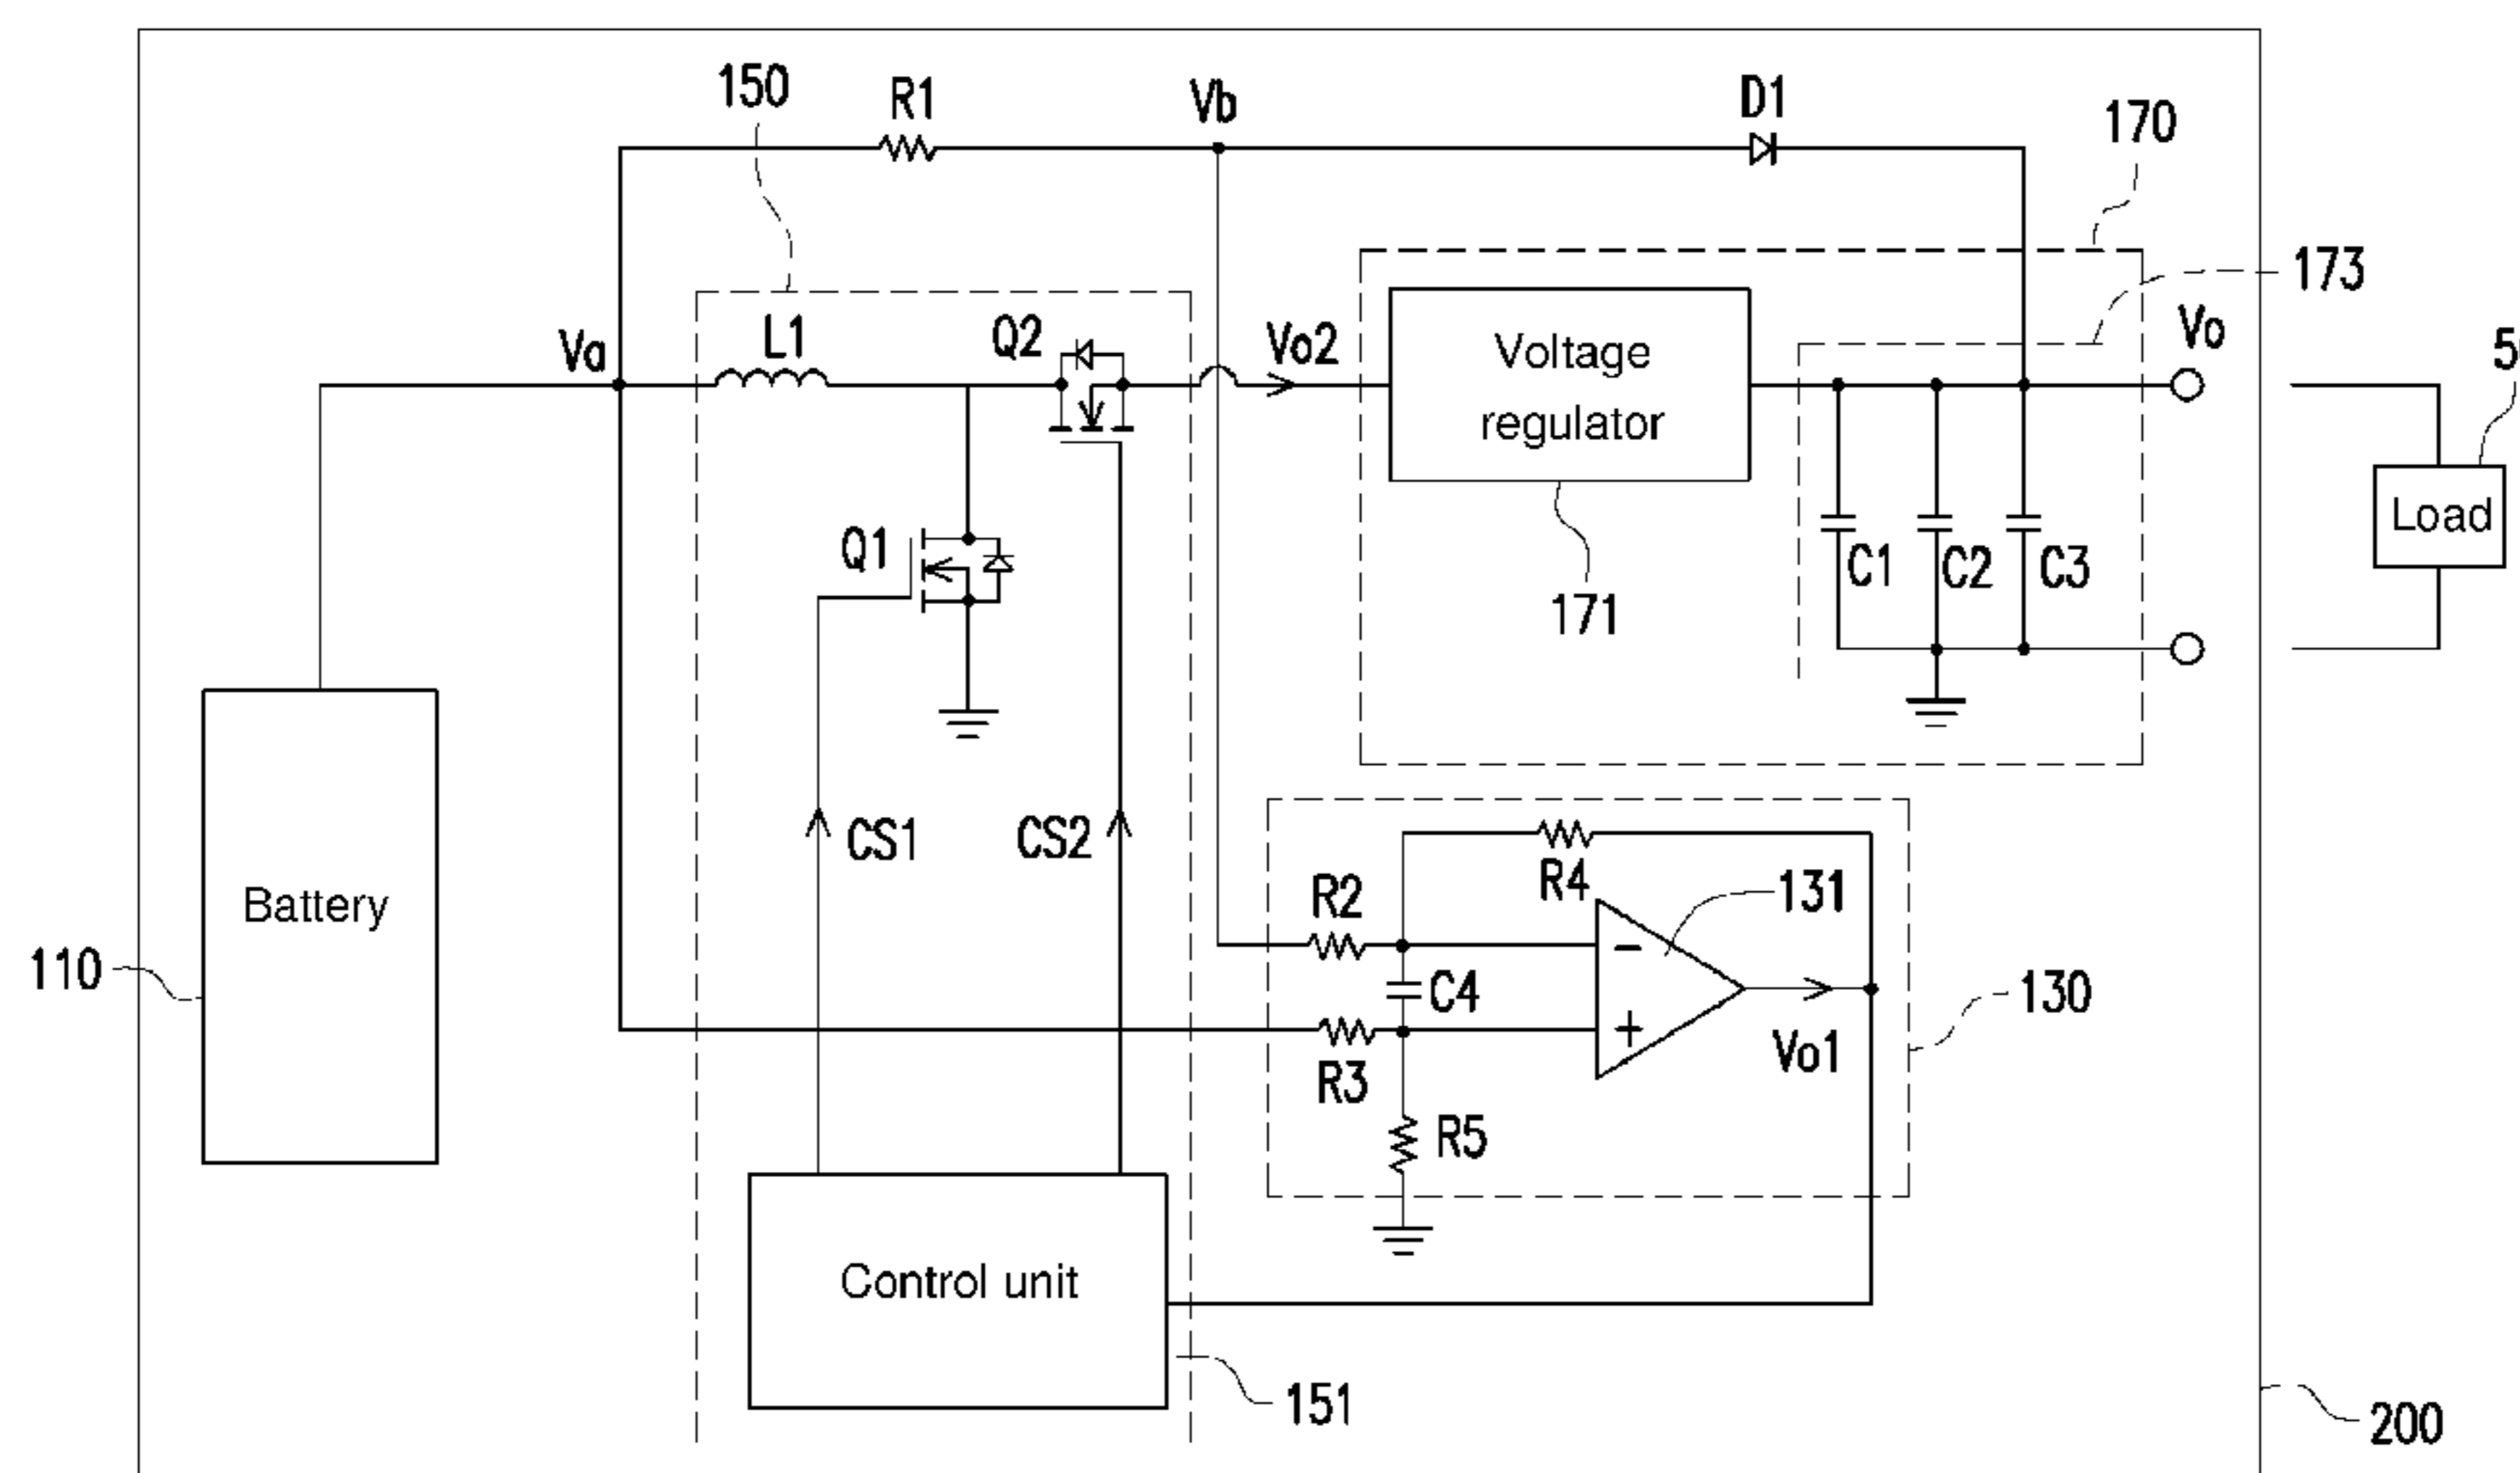 150
R1
Vb
D1
170
173
Va
L1
Q2
Vo2
Voltage
regulator
Vo
Load
Q1
C1
C2
C3
171
CS1
CS2
R4
131
R2
Battery
110
C4
130
Vo1
R3
R5
Control unit
151
200